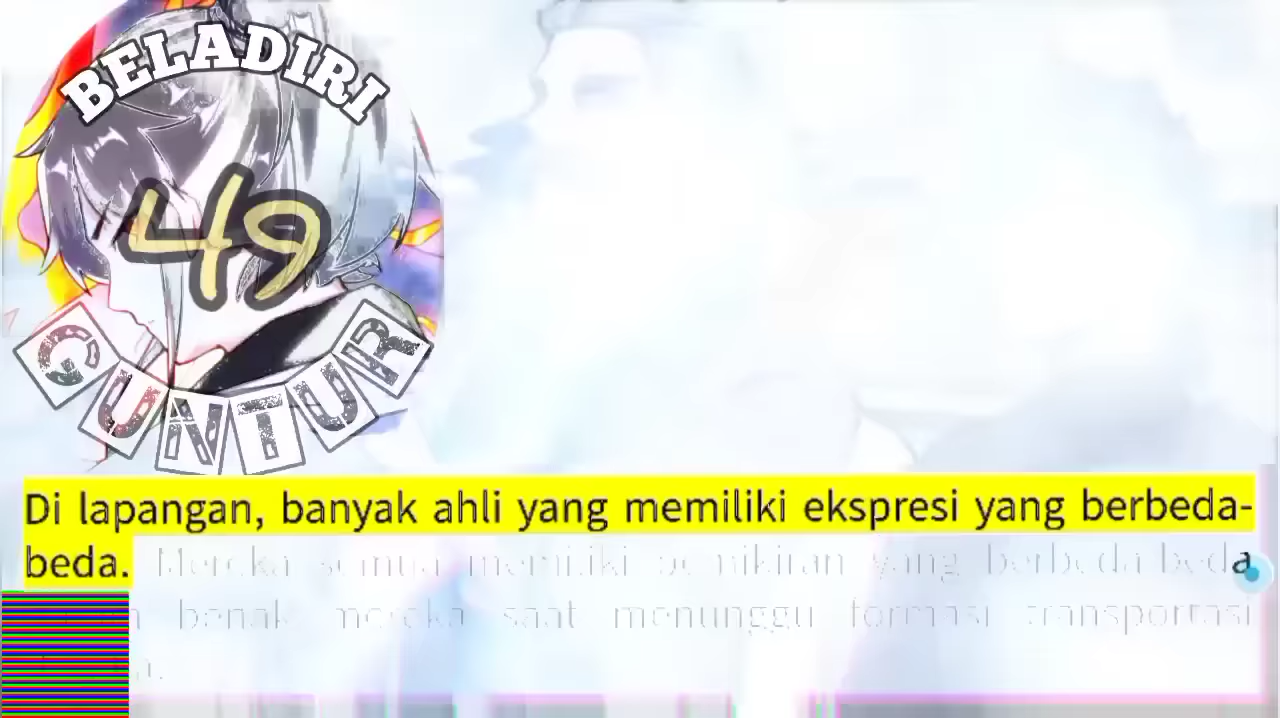 BELADIRI
49
GUNTUR
Di lapangan, banyak ahli yang memiliki ekspresi yang berbeda-
beda. Mereka semua memiliki pemikiran yang berbeda-beda
benak mereka saat menunggu formasi transportasi